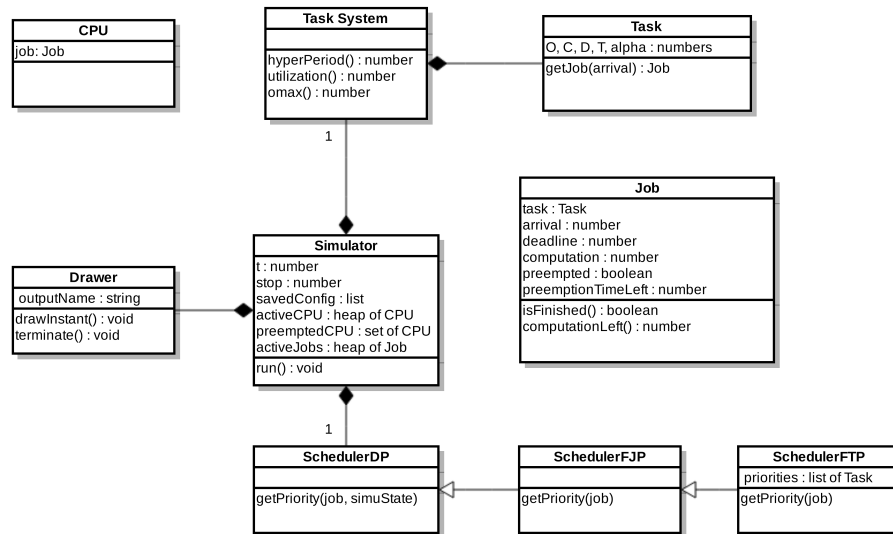 CPU
job: Job
Task System
hyperPeriod() : number
utilization() : number
omax() : number
Task
O, C, D, T, alpha : numbers
getJob(arrival) : Job
1
Job
task : Task
arrival : number
deadline : number
computation : number
preempted : boolean
preemptionTimeLeft : number
isFinished() : boolean
computationLeft() : number
Drawer
outputName : string
drawInstant() : void
terminate() : void
Simulator
t : number
stop : number
savedConfig : list
activeCPU : heap of CPU
preemptedCPU : set of CPU
activeJobs : heap of Job
run() : void
1
SchedulerDP
getPriority(job, simuState)
SchedulerFJP
getPriority(job)
SchedulerFTP
priorities : list of Task
getPriority(job)